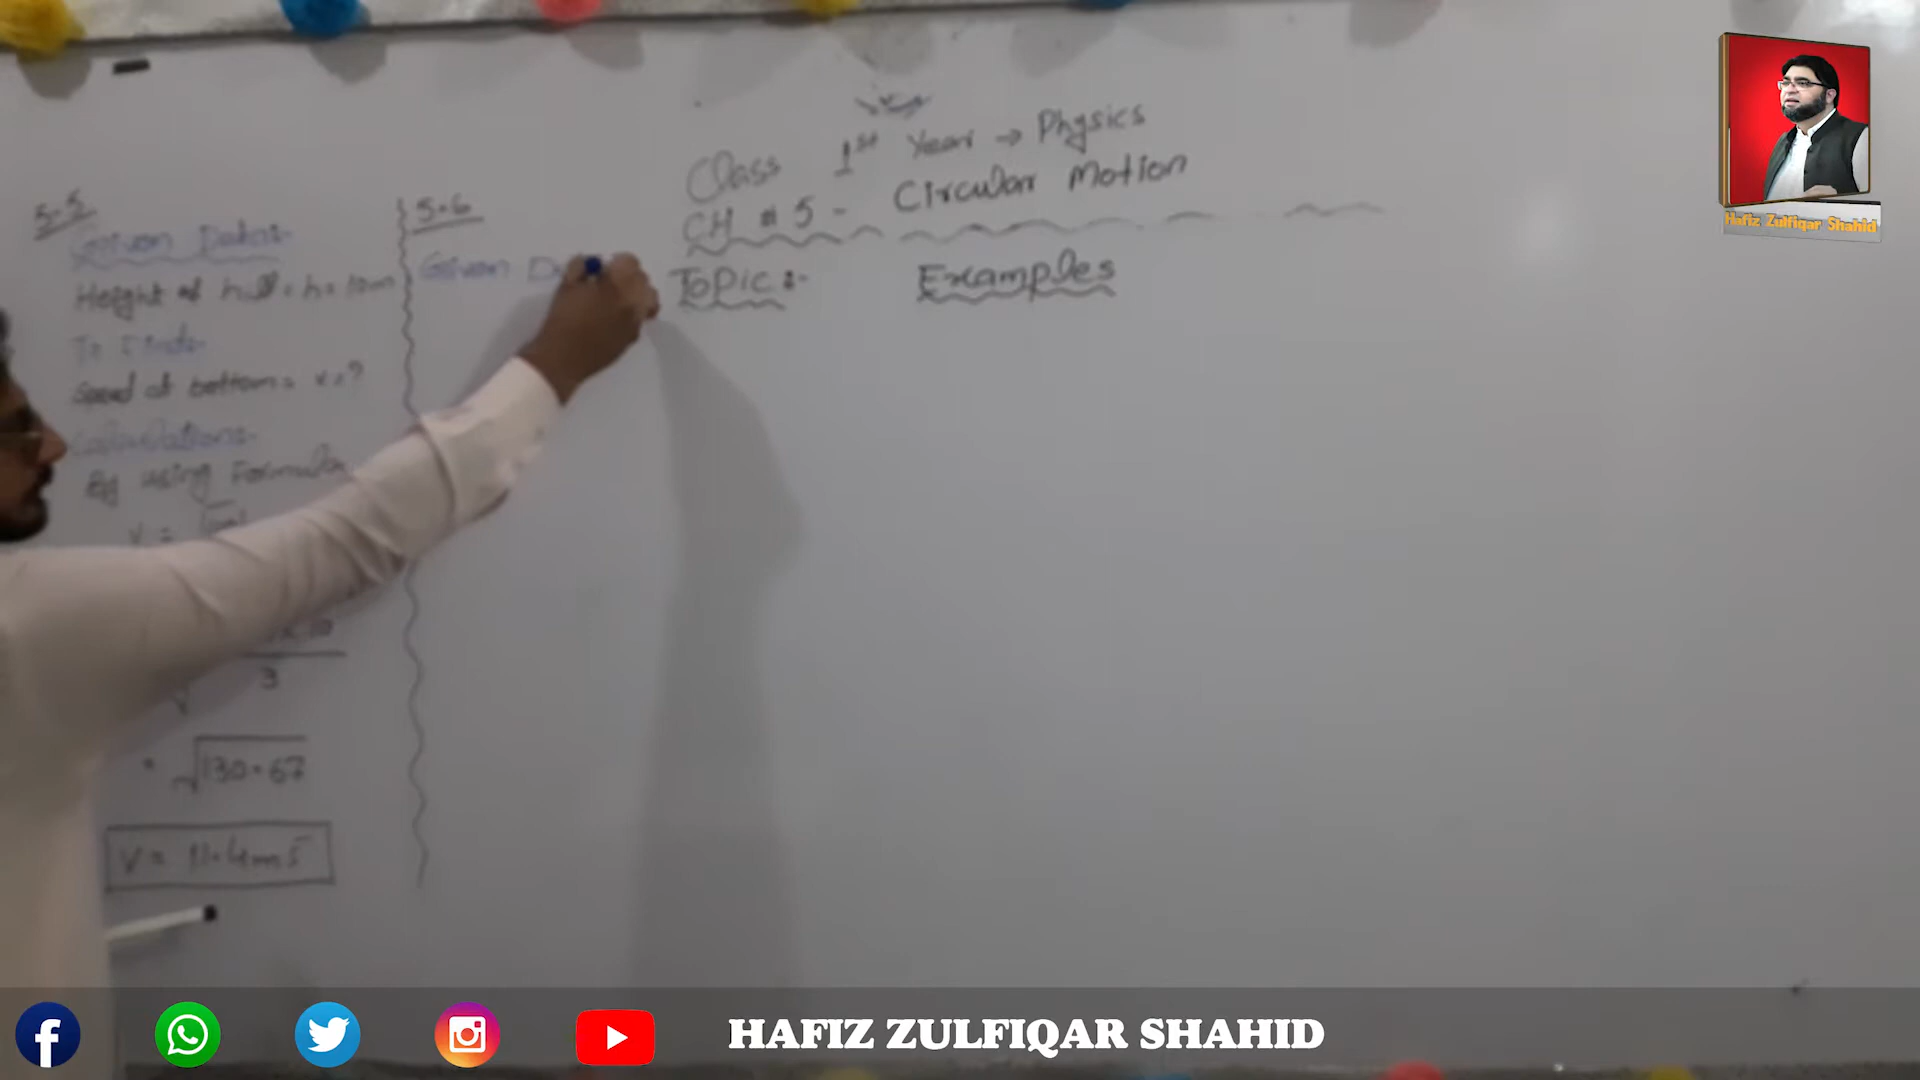 5.5
Given Data:-
Height of hill = h = 10m
To Find:-
Speed at bottom = v = ?
Calculations:-
By using Formula
v =
3
= √130.67
v = 11.4ms
5.6
Given D
Class 1st Year → Physics
CH # 5 - Circular Motion
Topic:- Examples
Hafiz Zulfiqar Shahid
HAFIZ ZULFIQAR SHAHID